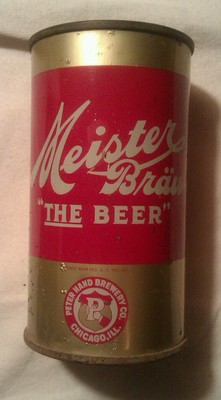 Meister
Bräu
"THE BEER"
PETER HAND BREWERY CO.
CHICAGO, ILL.